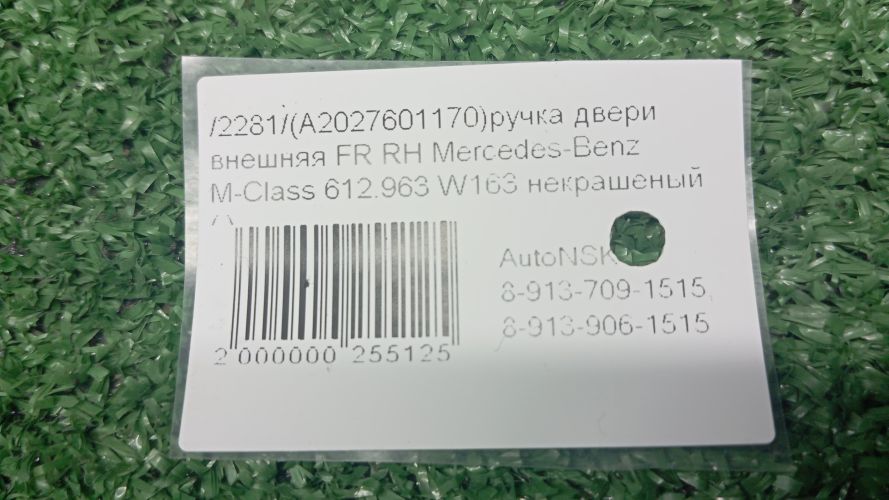 /2281/(A2027601170)ручка двери
внешняя FR RH Mercedes-Benz
M-Class 612.963 W163 некрашеный
AutoNSK
8-913-709-1515,
8-913-906-1515
2 000000 255125